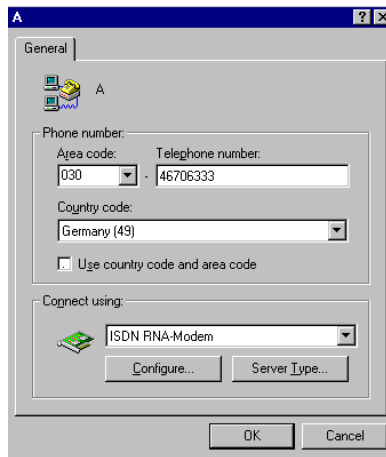 A
General
A
Phone number:
Area code: Telephone number:
030 - 46706333
Country code:
Germany (49)
Use country code and area code
Connect using:
ISDN RNA-Modem
Configure... Server Type...
OK Cancel